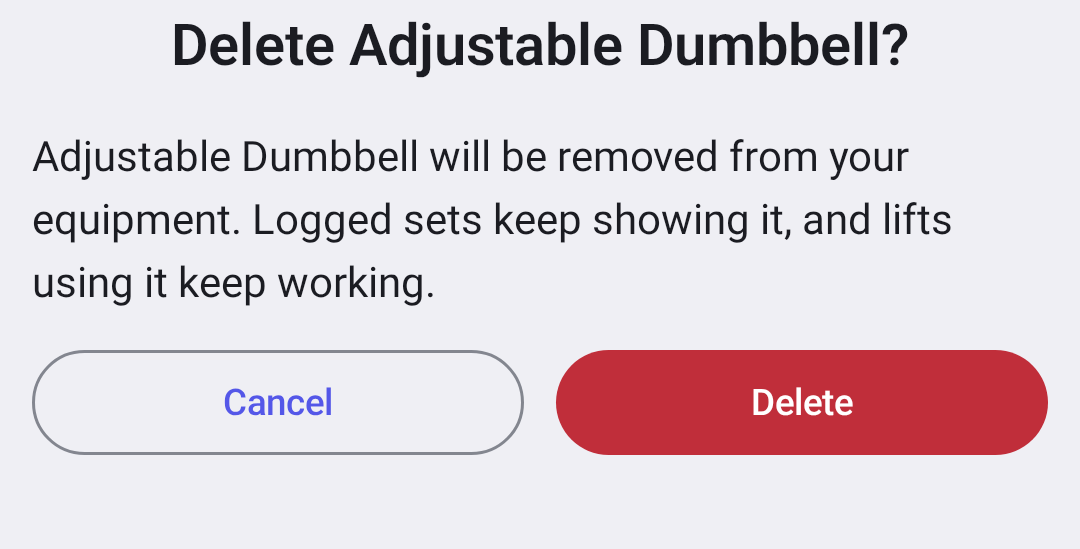 Delete Adjustable Dumbbell?
Adjustable Dumbbell will be removed from your
equipment. Logged sets keep showing it, and lifts
using it keep working.
Cancel
Delete